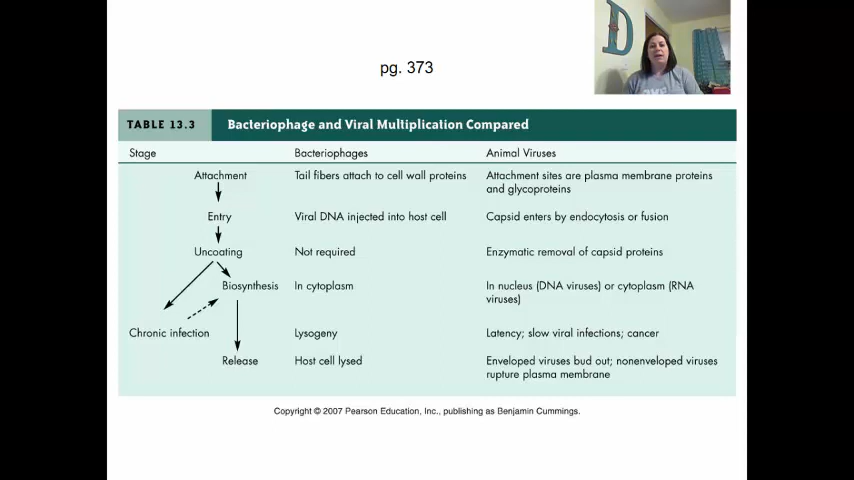 D
pg. 373
TABLE 13.3 Bacteriophage and Viral Multiplication Compared
Stage Bacteriophages Animal Viruses
Attachment Tail fibers attach to cell wall proteins Attachment sites are plasma membrane proteins
and glycoproteins
Entry Viral DNA injected into host cell Capsid enters by endocytosis or fusion
Uncoating Not required Enzymatic removal of capsid proteins
Biosynthesis In cytoplasm In nucleus (DNA viruses) or cytoplasm (RNA
viruses)
Chronic infection Lysogeny Latency; slow viral infections; cancer
Release Host cell lysed Enveloped viruses bud out; nonenveloped viruses
rupture plasma membrane
Copyright © 2007 Pearson Education, Inc., publishing as Benjamin Cummings.